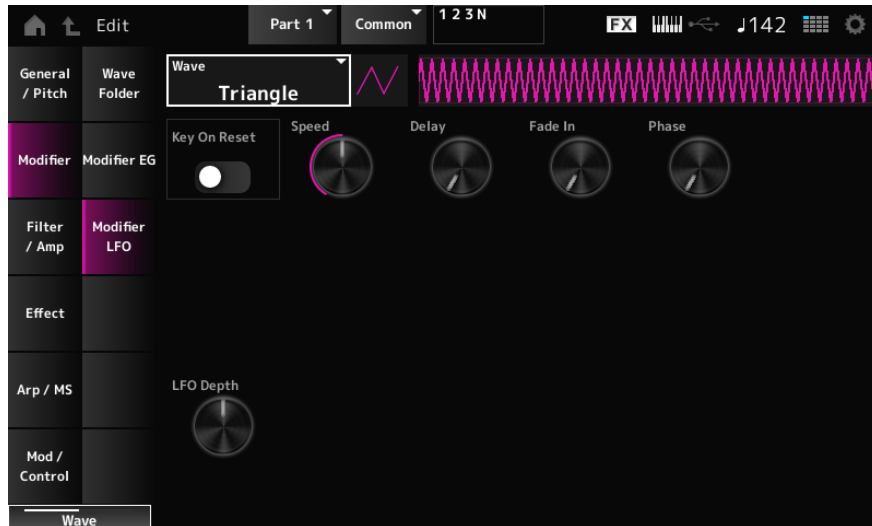 Edit
Part 1
Common
1 2 3 N
FX
♩142
General
/ Pitch
Wave
Folder
Wave
Triangle
Modifier
Modifier EG
Key On Reset
Speed
Delay
Fade In
Phase
Filter
/ Amp
Modifier
LFO
Effect
Arp / MS
LFO Depth
Mod /
Control
Wave